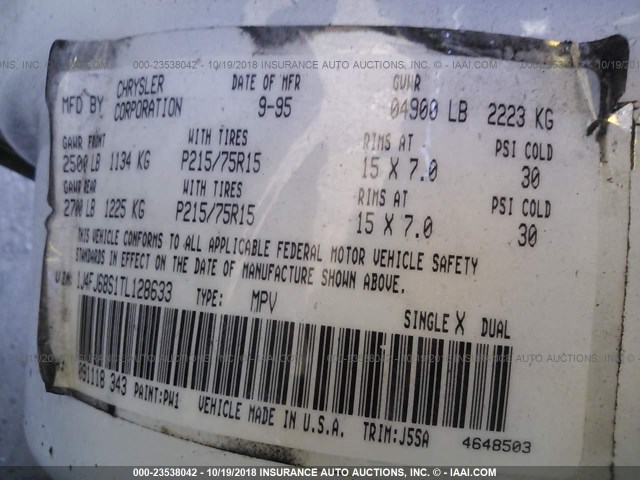 000-23538042 - 10/19/2018 INSURANCE AUTO AUCTIONS, INC. - © IAAI.COM
MFD BY CHRYSLER CORPORATION DATE OF MFR 9-95 GVWR 04900 LB 2223 KG
GAWR FRONT WITH TIRES RIMS AT PSI COLD
2500 LB 1134 KG P215/75R15 15 X 7.0 30
GAWR REAR WITH TIRES RIMS AT PSI COLD
2700 LB 1225 KG P215/75R15 15 X 7.0 30
THIS VEHICLE CONFORMS TO ALL APPLICABLE FEDERAL MOTOR VEHICLE SAFETY
STANDARDS IN EFFECT ON THE DATE OF MANUFACTURE SHOWN ABOVE.
VIN: 1J4FJ68S1TL128633 TYPE: MPV SINGLE X DUAL
091118 343 PAINT:PW1 VEHICLE MADE IN U.S.A. TRIM:J5SA 4648503
000-23538042 - 10/19/2018 INSURANCE AUTO AUCTIONS, INC. - © IAAI.COM